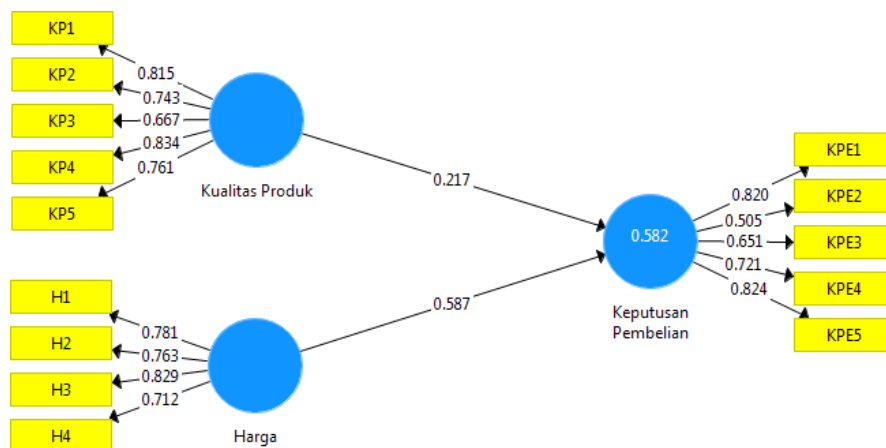 KP1
KP2
KP3
KP4
KP5
0.815
0.743
0.667
0.834
0.761
Kualitas Produk
0.217
H1
H2
H3
H4
0.781
0.763
0.829
0.712
Harga
0.587
0.582
Keputusan
Pembelian
0.820
0.505
0.651
0.721
0.824
KPE1
KPE2
KPE3
KPE4
KPE5